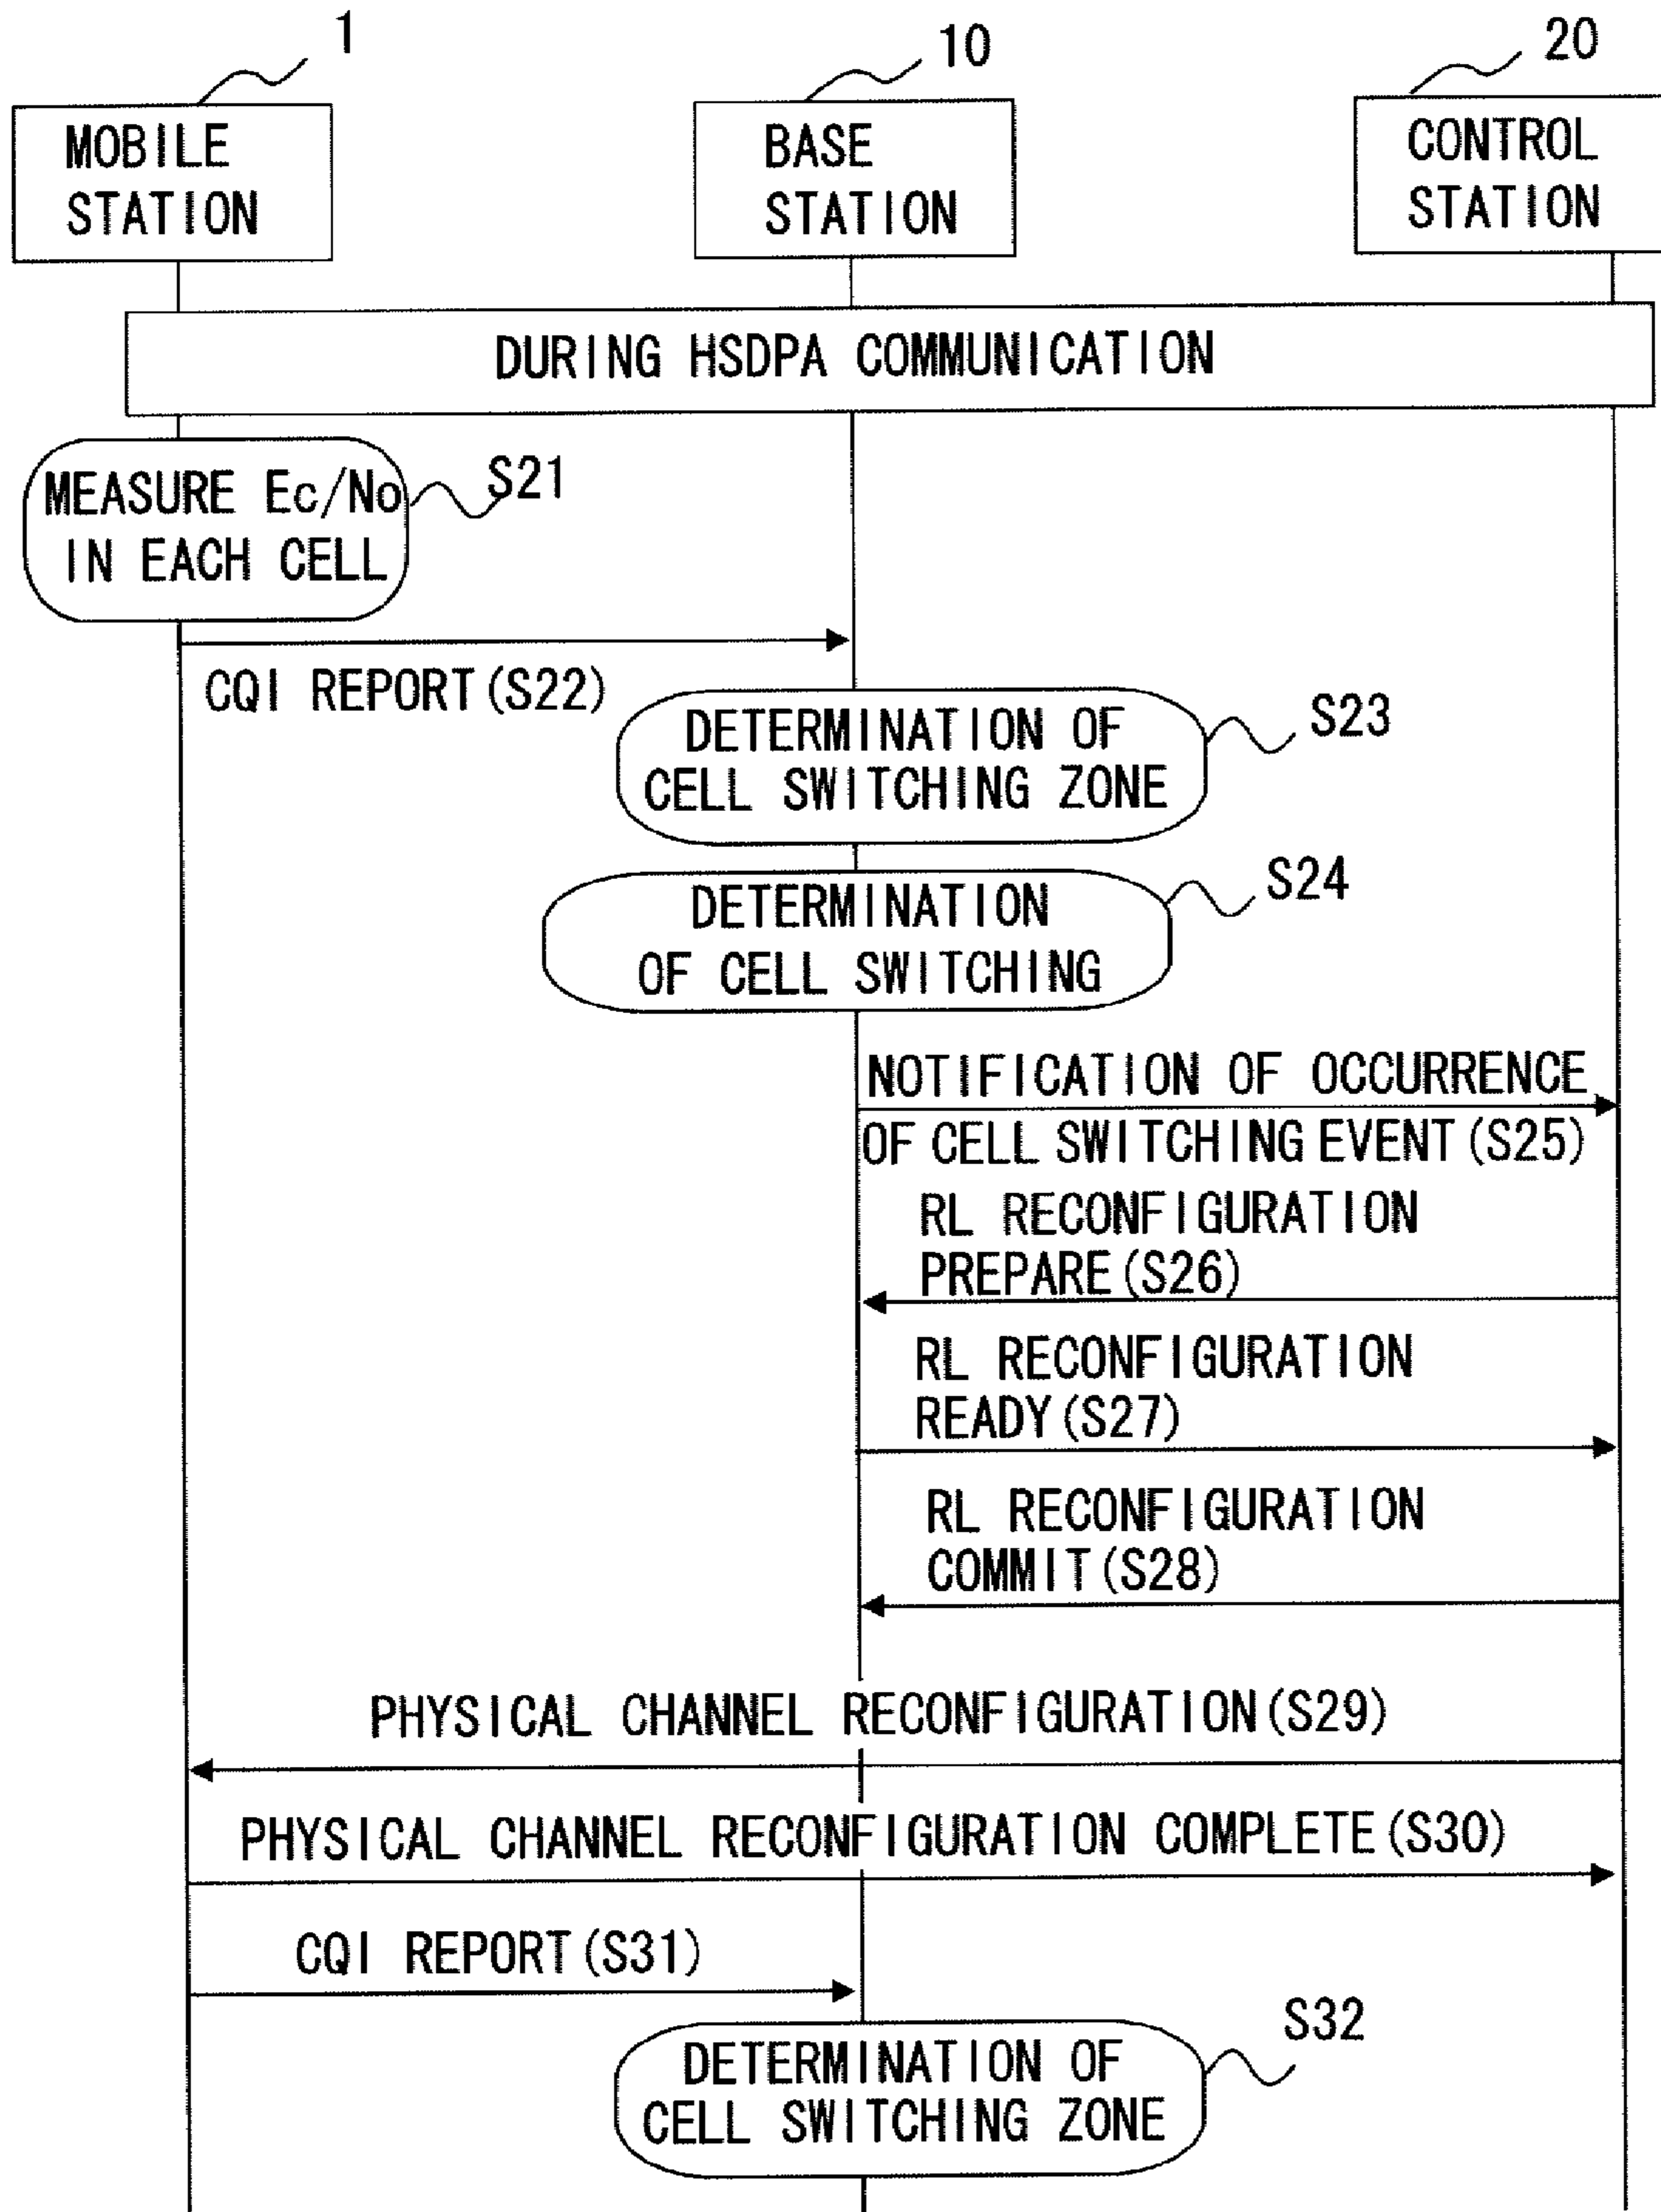 1
10
20
MOBILE
STATION
BASE
STATION
CONTROL
STATION
DURING HSDPA COMMUNICATION
MEASURE Ec/No
IN EACH CELL
S21
CQI REPORT(S22)
DETERMINATION OF
CELL SWITCHING ZONE
S23
DETERMINATION
OF CELL SWITCHING
S24
NOTIFICATION OF OCCURRENCE
OF CELL SWITCHING EVENT(S25)
RL RECONFIGURATION
PREPARE(S26)
RL RECONFIGURATION
READY(S27)
RL RECONFIGURATION
COMMIT(S28)
PHYSICAL CHANNEL RECONFIGURATION(S29)
PHYSICAL CHANNEL RECONFIGURATION COMPLETE(S30)
CQI REPORT(S31)
DETERMINATION OF
CELL SWITCHING ZONE
S32